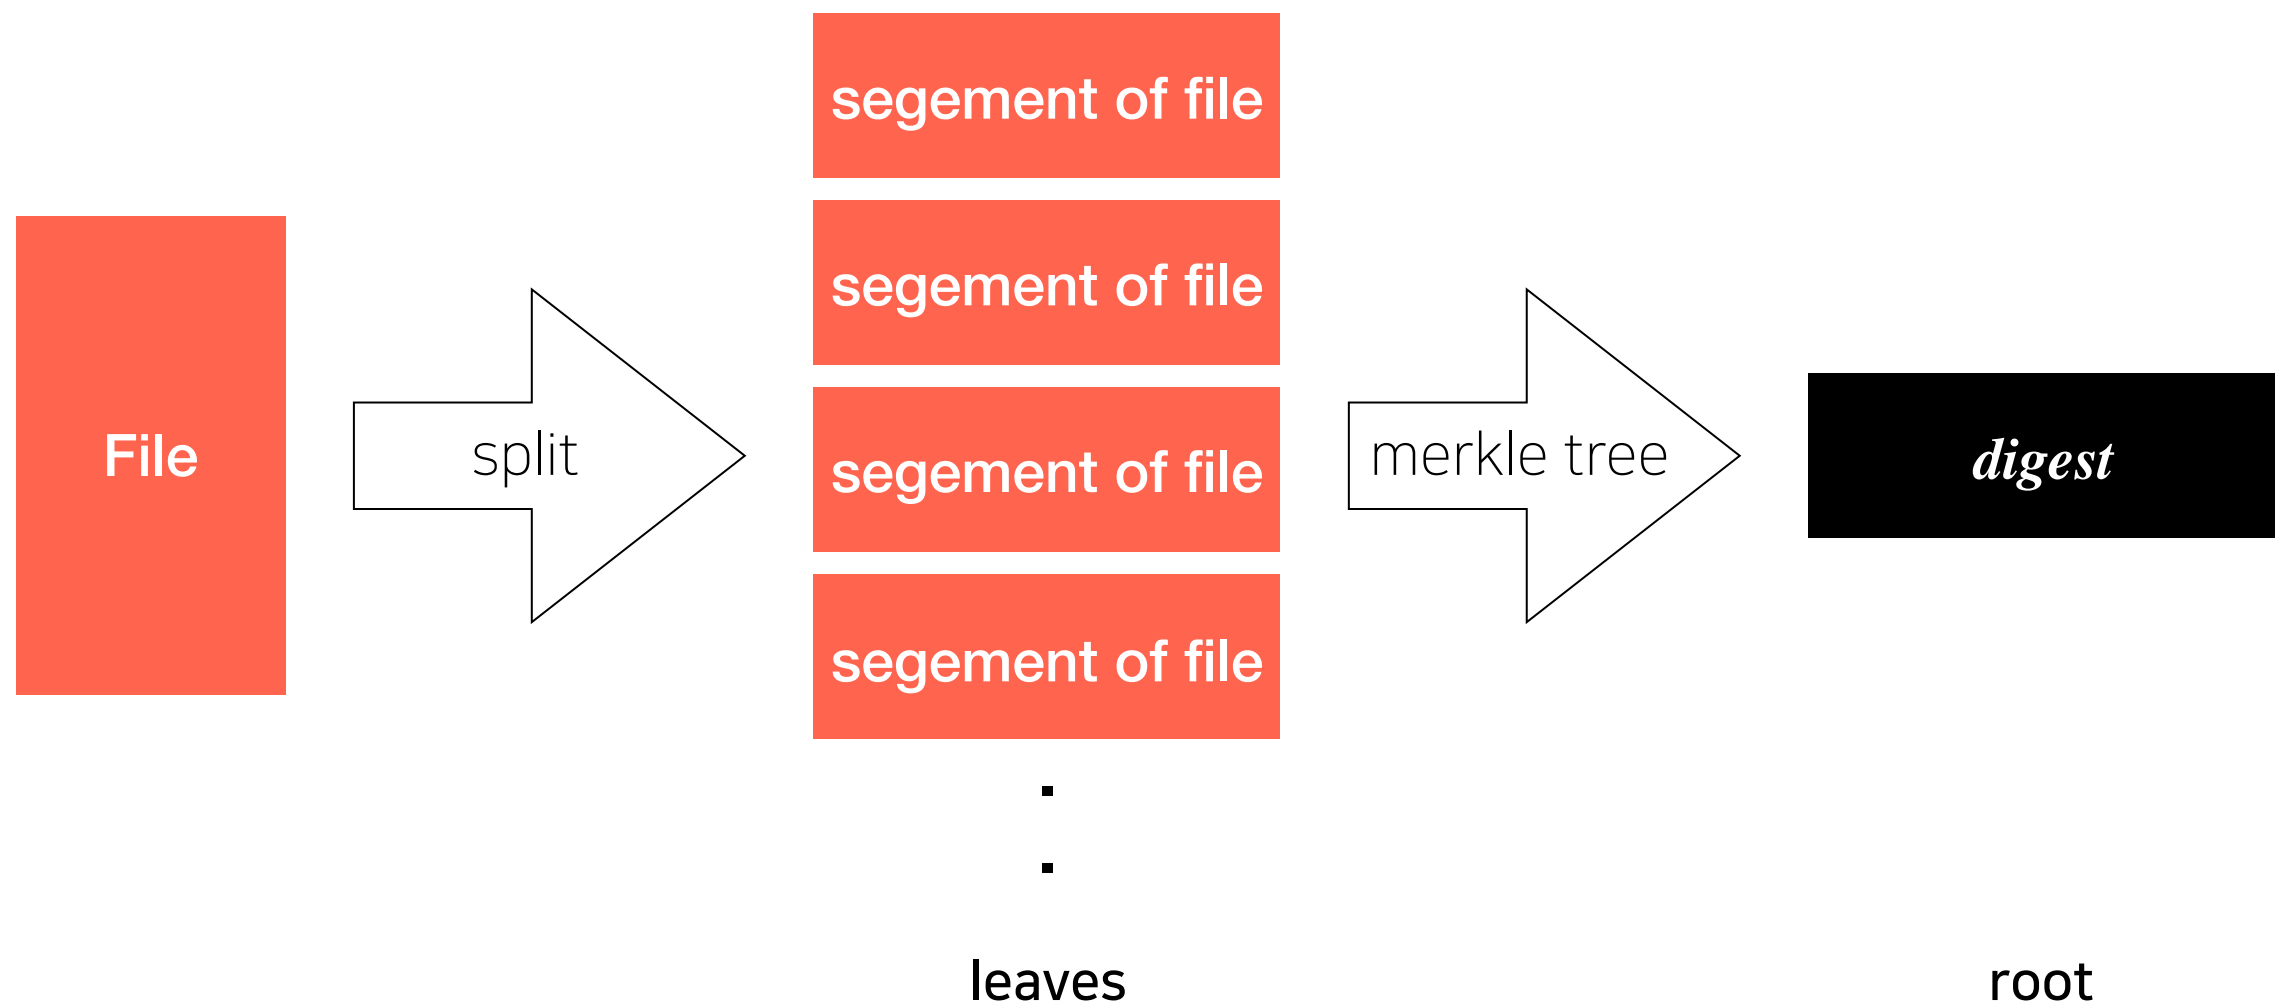 File
split
segement of file
segement of file
segement of file
segement of file
merkle tree
digest
leaves
root